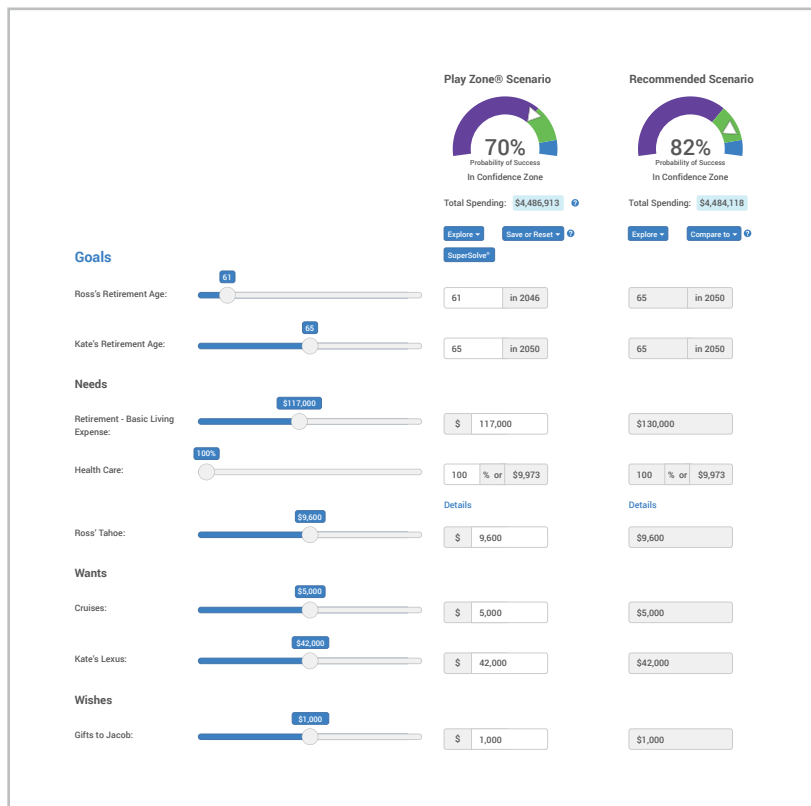 Play Zone® Scenario
Recommended Scenario
70%
Probability of Success
In Confidence Zone
82%
Probability of Success
In Confidence Zone
Total Spending: $4,486,913 ?
Total Spending: $4,484,118
Explore Save or Reset ?
Explore Compare to ?
SuperSolve®
Goals
61
Ross's Retirement Age: 61 in 2046 65 in 2050
65
Kate's Retirement Age: 65 in 2050 65 in 2050
Needs
$117,000
Retirement - Basic Living
Expense:
$ 117,000 $130,000
100%
Health Care: 100 % or $9,973 100 % or $9,973
Details Details
$9,600
Ross' Tahoe: $ 9,600 $9,600
Wants
$5,000
Cruises: $ 5,000 $5,000
$42,000
Kate's Lexus: $ 42,000 $42,000
Wishes
$1,000
Gifts to Jacob: $ 1,000 $1,000